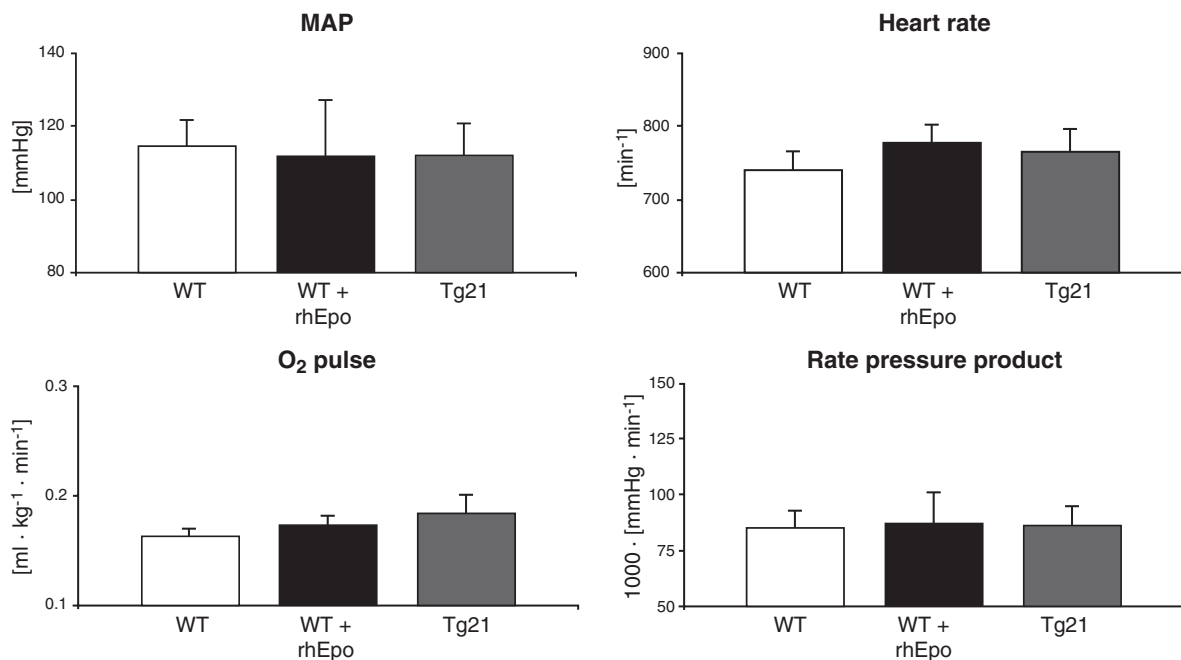 MAP
140
120
100
80
[mmHg]
WT
WT +
rhEpo
Tg21
Heart rate
900
800
700
600
[min⁻¹]
WT
WT +
rhEpo
Tg21
O₂ pulse
0.3
0.2
0.1
[ml · kg⁻¹ · min⁻¹]
WT
WT +
rhEpo
Tg21
Rate pressure product
150
125
100
75
50
1000 · [mmHg · min⁻¹]
WT
WT +
rhEpo
Tg21